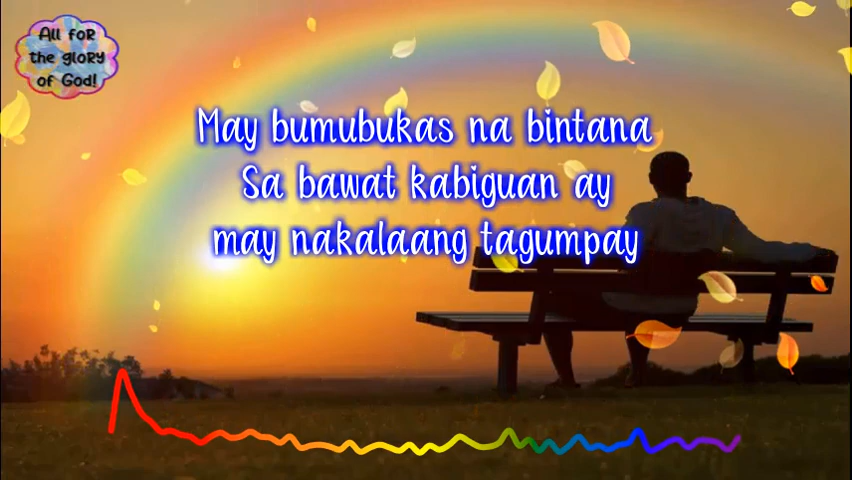 All foR
the gloRy
of God!
May bumubukas na bintana
Sa bawat kabiguan ay
may nakalaang tagumpay